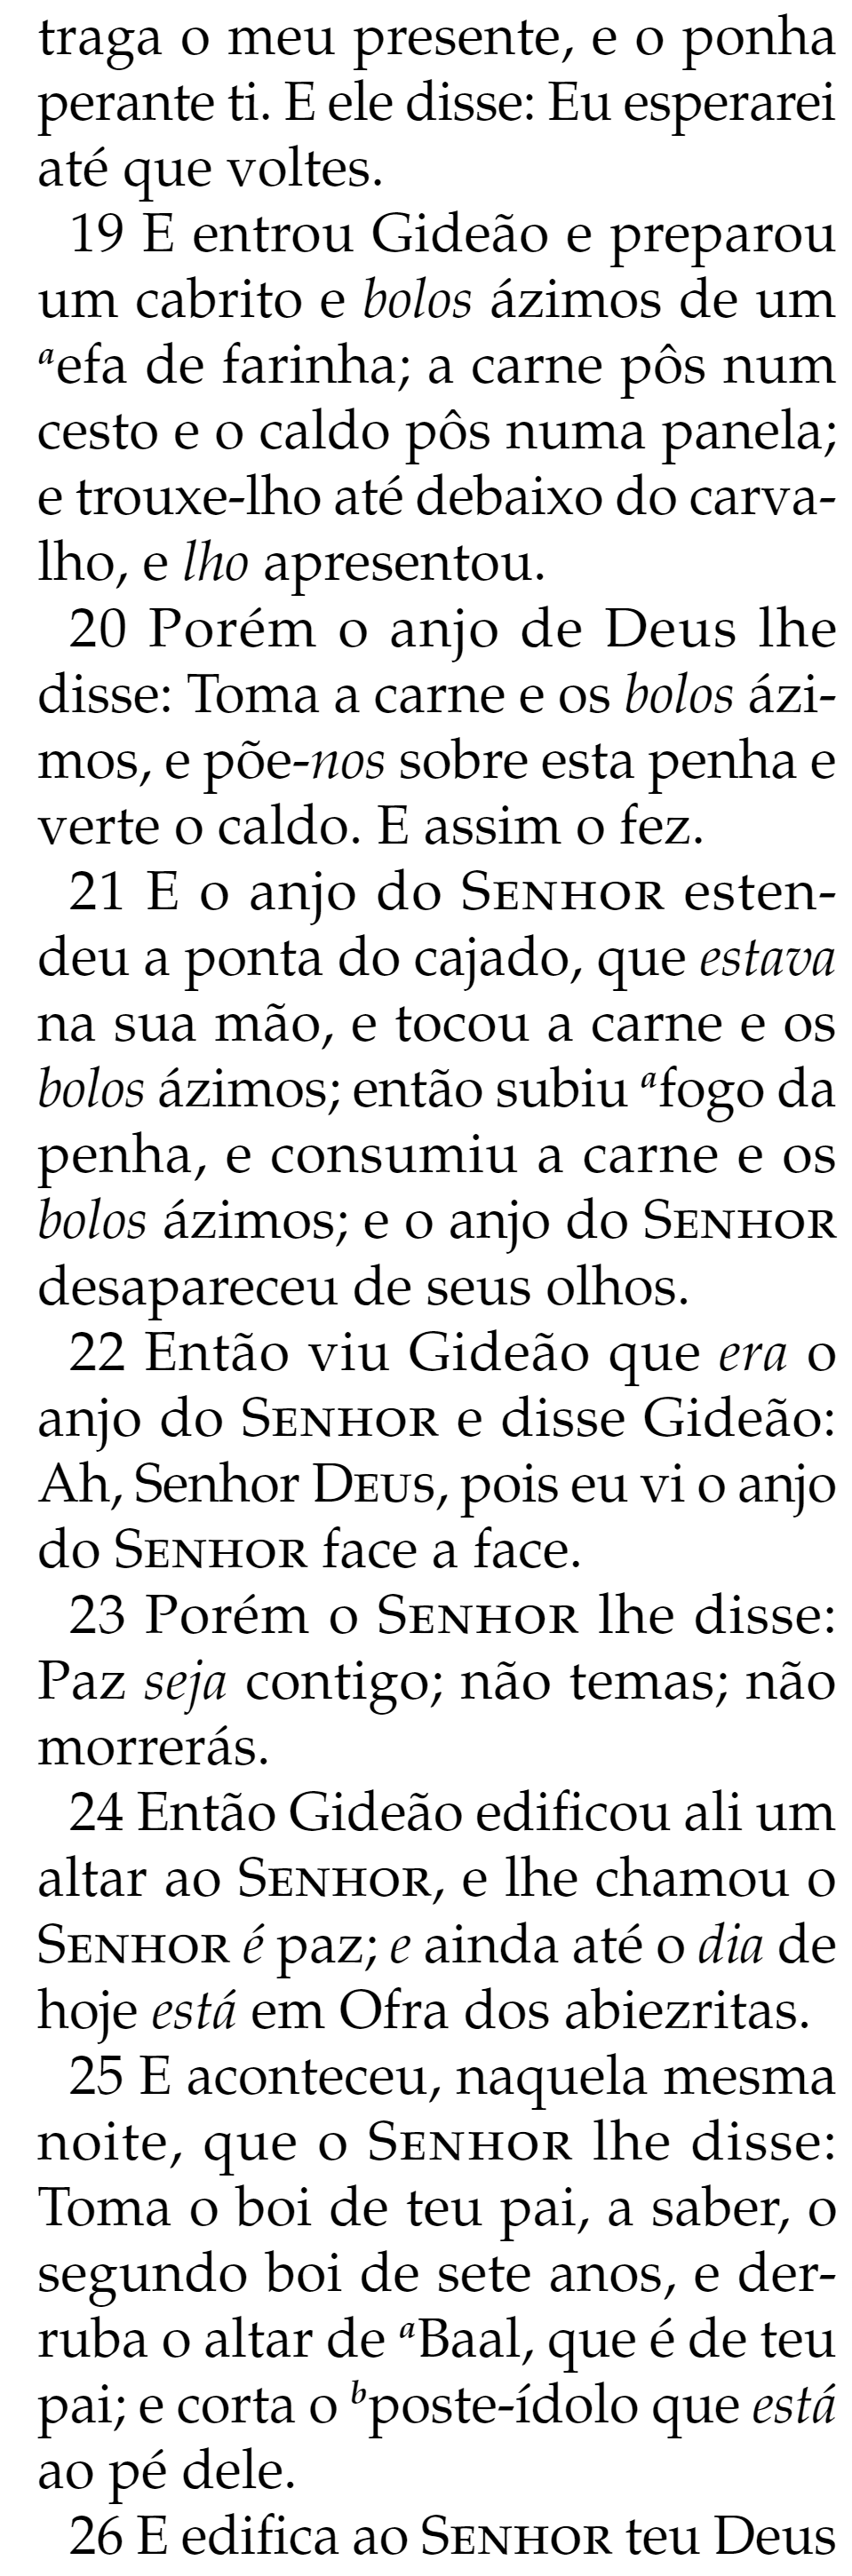 traga o meu presente, e o ponha
perante ti. E ele disse: Eu esperarei
até que voltes.
19 E entrou Gideão e preparou
um cabrito e bolos ázimos de um
aefa de farinha; a carne pôs num
cesto e o caldo pôs numa panela;
e trouxe-lho até debaixo do carva-
lho, e lho apresentou.
20 Porém o anjo de Deus lhe
disse: Toma a carne e os bolos ázi-
mos, e põe-nos sobre esta penha e
verte o caldo. E assim o fez.
21 E o anjo do SENHOR esten-
deu a ponta do cajado, que estava
na sua mão, e tocou a carne e os
bolos ázimos; então subiu afogo da
penha, e consumiu a carne e os
bolos ázimos; e o anjo do SENHOR
desapareceu de seus olhos.
22 Então viu Gideão que era o
anjo do SENHOR e disse Gideão:
Ah, Senhor DEUS, pois eu vi o anjo
do SENHOR face a face.
23 Porém o SENHOR lhe disse:
Paz seja contigo; não temas; não
morrerás.
24 Então Gideão edificou ali um
altar ao SENHOR, e lhe chamou o
SENHOR é paz; e ainda até o dia de
hoje está em Ofra dos abiezritas.
25 E aconteceu, naquela mesma
noite, que o SENHOR lhe disse:
Toma o boi de teu pai, a saber, o
segundo boi de sete anos, e der-
ruba o altar de aBaal, que é de teu
pai; e corta o bposte-ídolo que está
ao pé dele.
26 E edifica ao SENHOR teu Deus